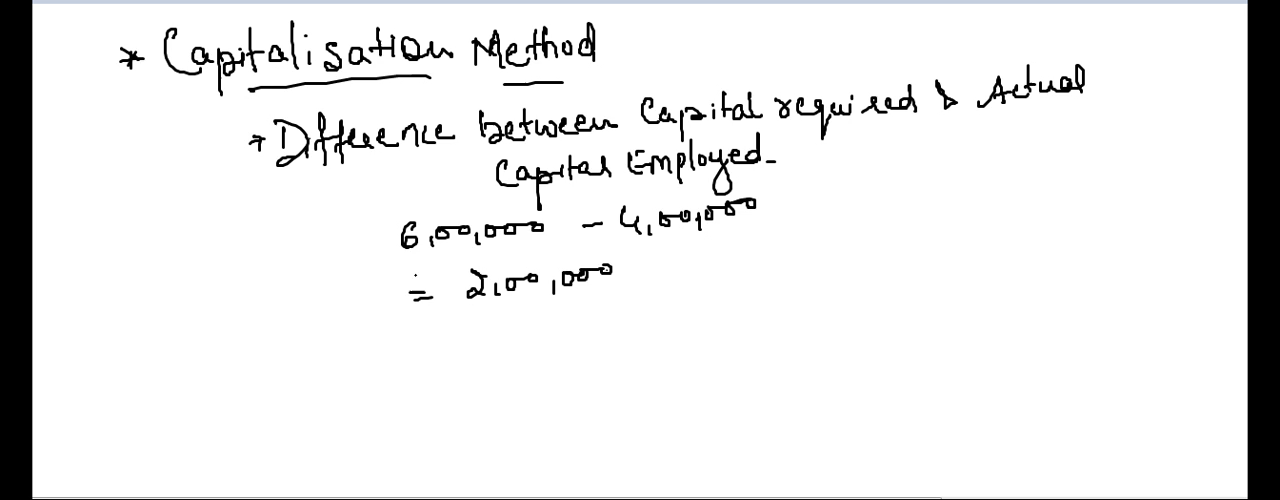 * Capitalisation Method
* Difference between Capital required & Actual
Capital Employed.
6,00,000 - 4,00,000
= 2,00,000